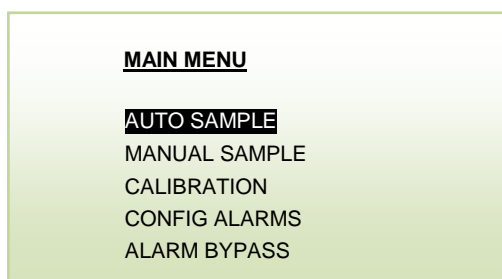 MAIN MENU
AUTO SAMPLE
MANUAL SAMPLE
CALIBRATION
CONFIG ALARMS
ALARM BYPASS